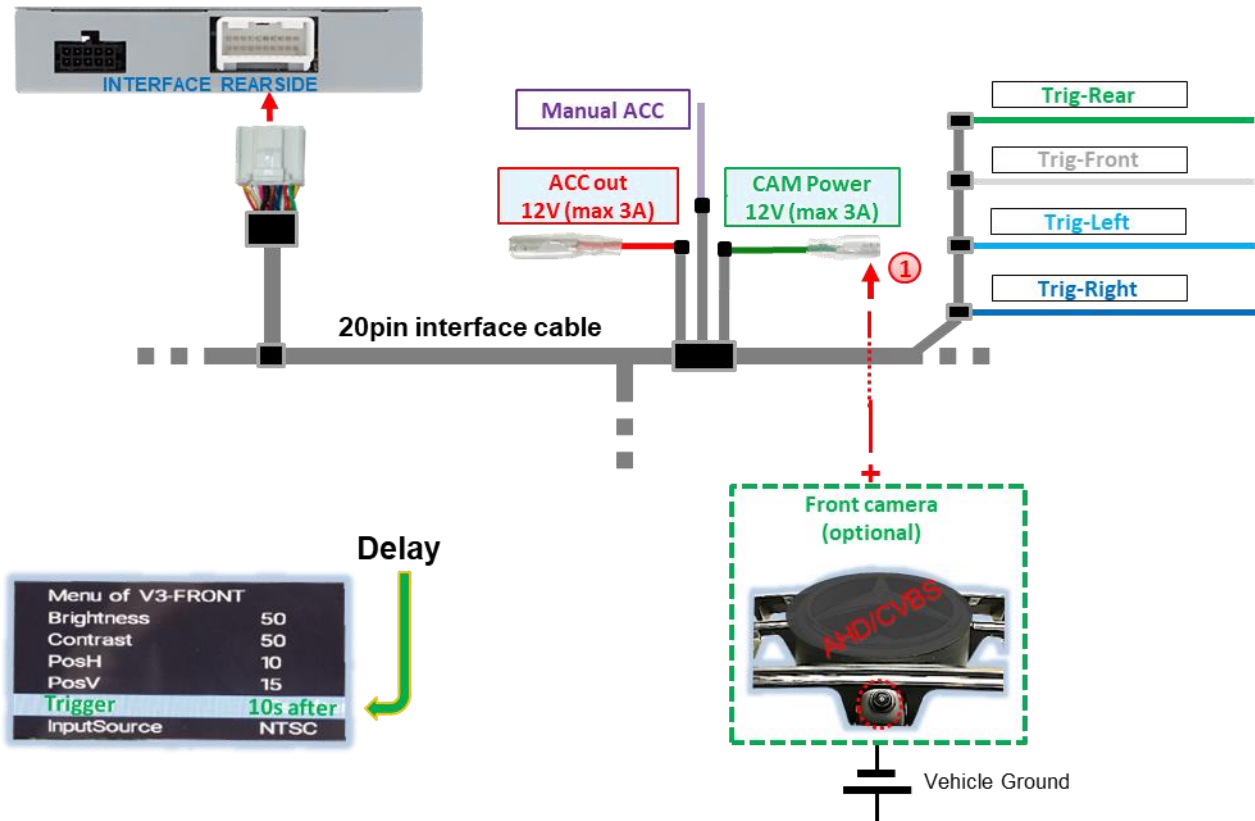 INTERFACE REARSIDE
Manual ACC
ACC out
12V (max 3A)
CAM Power
12V (max 3A)
1
Trig-Rear
Trig-Front
Trig-Left
Trig-Right
20pin interface cable
+
Front camera
(optional)
AHD/CVBS
Vehicle Ground
Delay
Menu of V3-FRONT
Brightness 50
Contrast 50
PosH 10
PosV 15
Trigger 10s after
InputSource NTSC